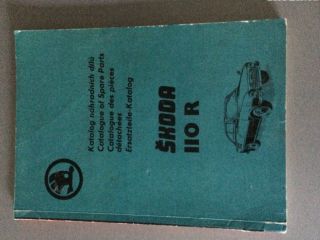 Katalog náhradních dílů
Catalogue of Spare Parts
Catalogue des pièces
détachées
Ersatzteile-Katalog
ŠKODA
110 R